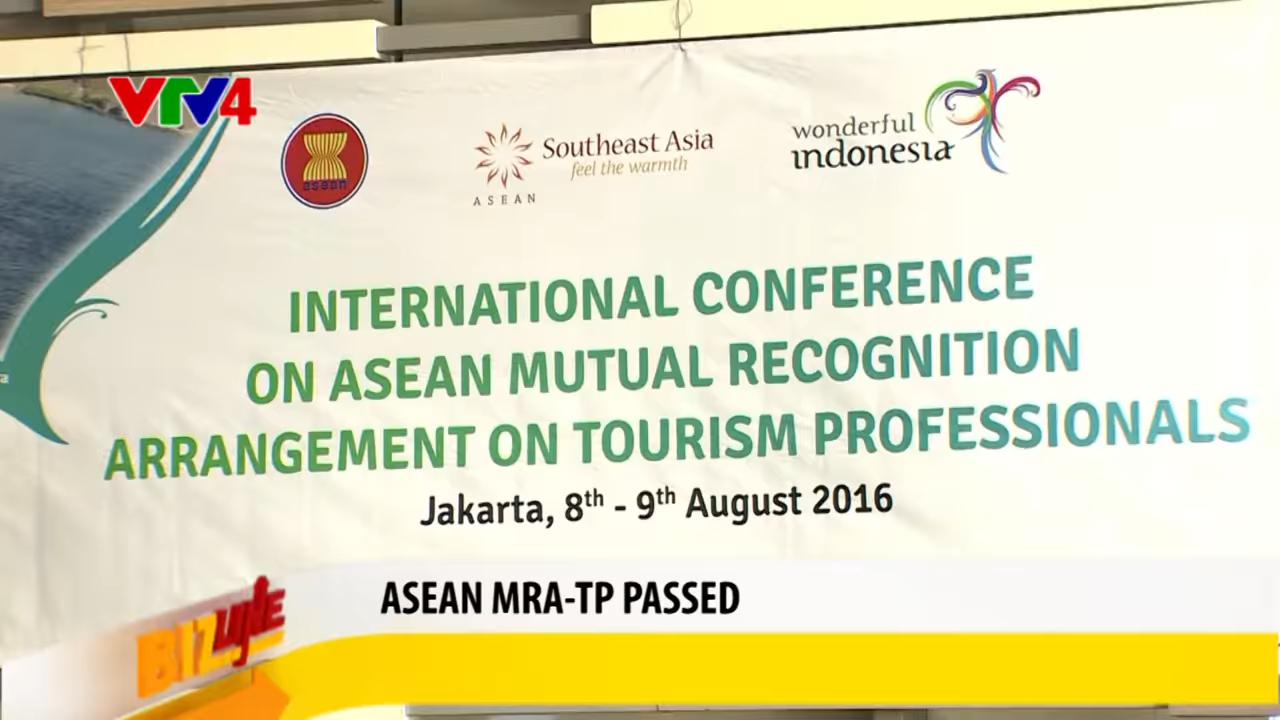 VTV4
asean
Southeast Asia
feel the warmth
ASEAN
wonderful
indonesia
INTERNATIONAL CONFERENCE
ON ASEAN MUTUAL RECOGNITION
ARRANGEMENT ON TOURISM PROFESSIONALS
Jakarta, 8th - 9th August 2016
ASEAN MRA-TP PASSED
BIZ